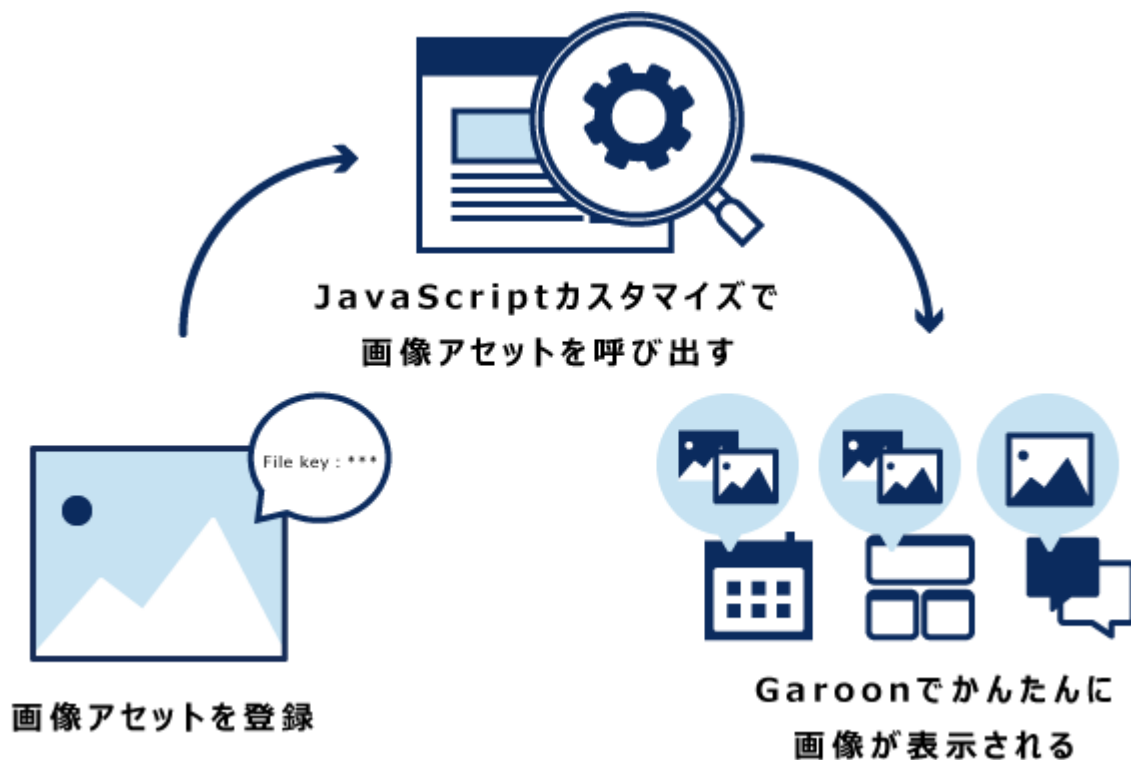 JavaScriptカスタマイズで
画像アセットを呼び出す
File key : ***
画像アセットを登録
Garoonでかんたんに
画像が表示される